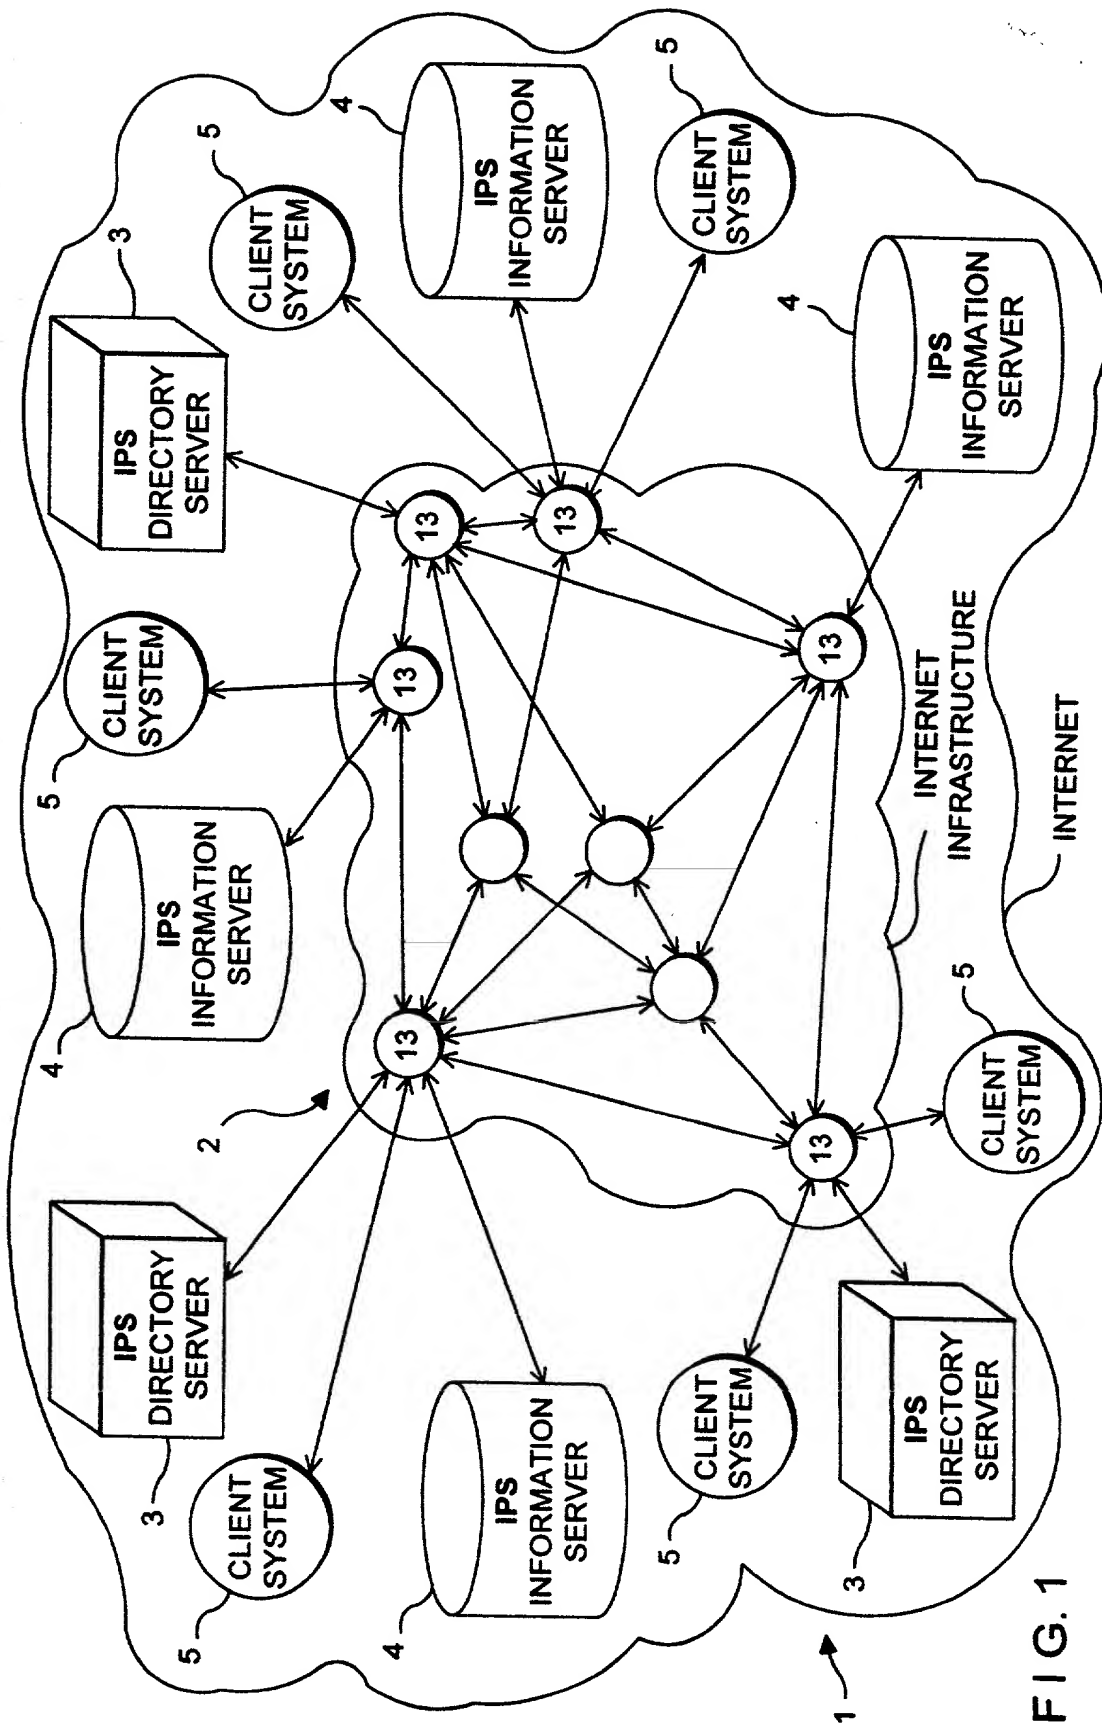 3
IPS
DIRECTORY
SERVER
4
IPS
INFORMATION
SERVER
5
CLIENT
SYSTEM
3
IPS
DIRECTORY
SERVER
5
CLIENT
SYSTEM
2
5
CLIENT
SYSTEM
4
IPS
INFORMATION
SERVER
13
13
13
13
4
IPS
INFORMATION
SERVER
5
CLIENT
SYSTEM
5
CLIENT
SYSTEM
13
13
4
IPS
INFORMATION
SERVER
3
IPS
DIRECTORY
SERVER
5
CLIENT
SYSTEM
INTERNET
INFRASTRUCTURE
INTERNET
1
FIG. 1